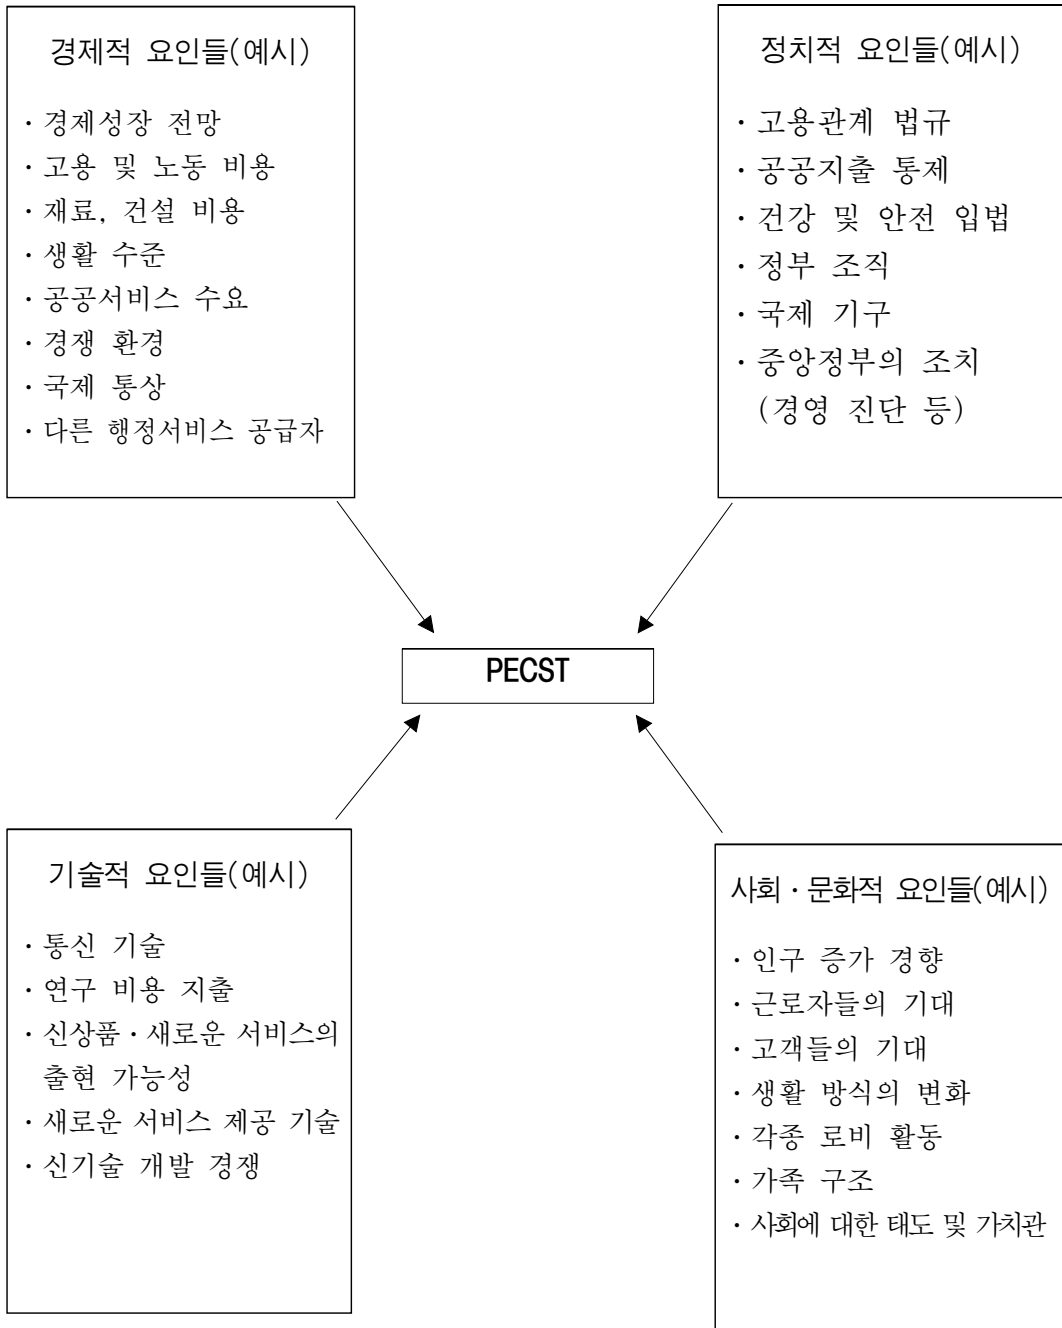 경제적 요인들(예시)
· 경제성장 전망
· 고용 및 노동 비용
· 재료, 건설 비용
· 생활 수준
· 공공서비스 수요
· 경쟁 환경
· 국제 통상
· 다른 행정서비스 공급자
정치적 요인들(예시)
· 고용관계 법규
· 공공지출 통제
· 건강 및 안전 입법
· 정부 조직
· 국제 기구
· 중앙정부의 조치
(경영 진단 등)
PECST
기술적 요인들(예시)
· 통신 기술
· 연구 비용 지출
· 신상품 · 새로운 서비스의
출현 가능성
· 새로운 서비스 제공 기술
· 신기술 개발 경쟁
사회 · 문화적 요인들(예시)
· 인구 증가 경향
· 근로자들의 기대
· 고객들의 기대
· 생활 방식의 변화
· 각종 로비 활동
· 가족 구조
· 사회에 대한 태도 및 가치관